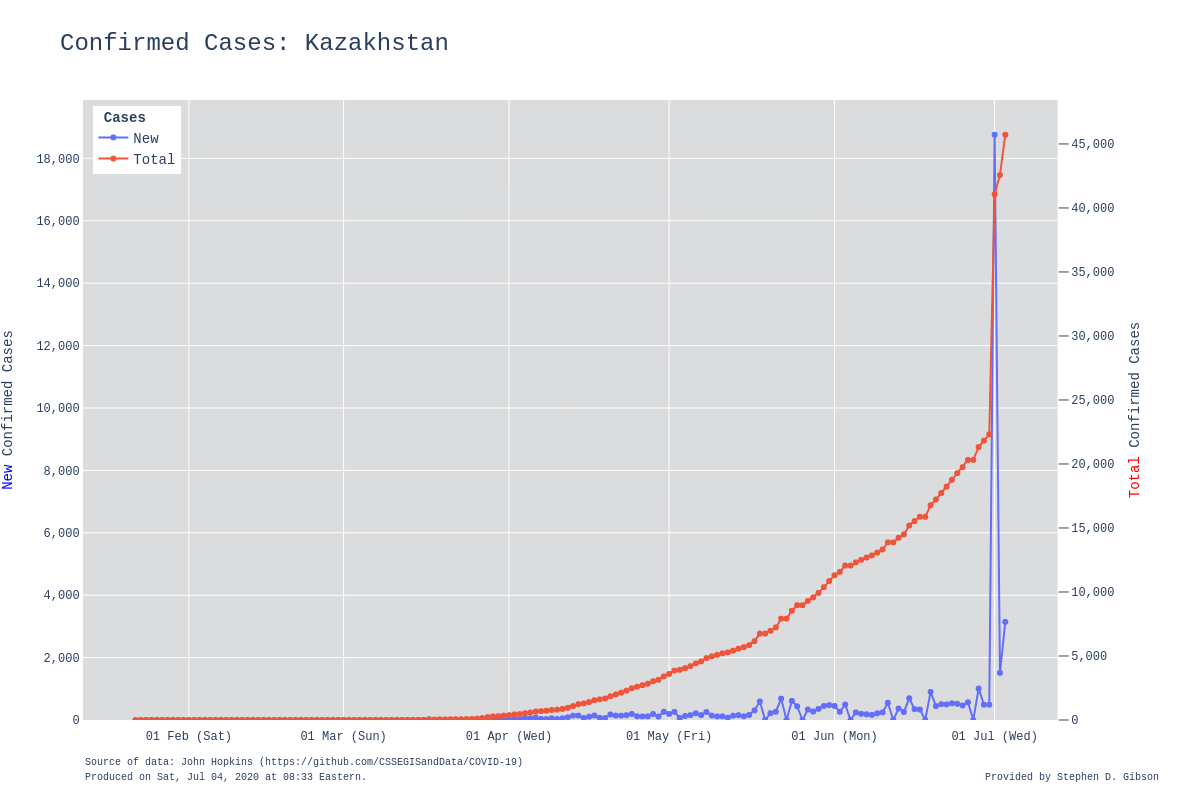 Confirmed Cases: Kazakhstan
Cases
New
Total
18,000
16,000
14,000
12,000
10,000
8,000
6,000
4,000
2,000
0
New Confirmed Cases
45,000
40,000
35,000
30,000
25,000
20,000
15,000
10,000
5,000
0
Total Confirmed Cases
01 Feb (Sat) 01 Mar (Sun) 01 Apr (Wed) 01 May (Fri) 01 Jun (Mon) 01 Jul (Wed)
Source of data: John Hopkins (https://github.com/CSSEGISandData/COVID-19)
Produced on Sat, Jul 04, 2020 at 08:33 Eastern.
Provided by Stephen D. Gibson